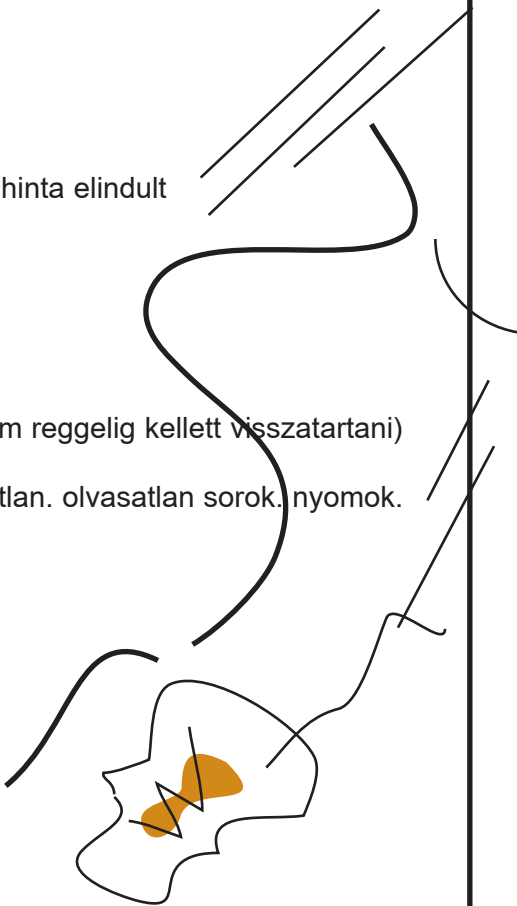 hinta elindult
m reggelig kellett visszatartani)
tlan. olvasatlan sorok. nyomok.